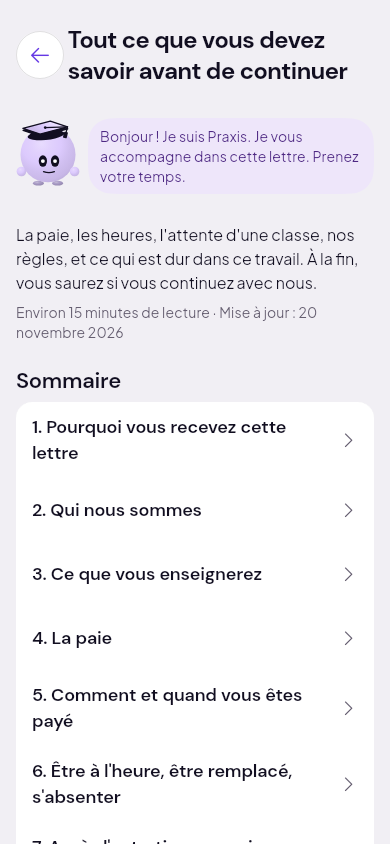 Tout ce que vous devez
savoir avant de continuer
Bonjour ! Je suis Praxis. Je vous
accompagne dans cette lettre. Prenez
votre temps.
La paie, les heures, l'attente d'une classe, nos
règles, et ce qui est dur dans ce travail. À la fin,
vous saurez si vous continuez avec nous.
Environ 15 minutes de lecture · Mise à jour : 20
novembre 2026
Sommaire
1. Pourquoi vous recevez cette
lettre
2. Qui nous sommes
3. Ce que vous enseignerez
4. La paie
5. Comment et quand vous êtes
payé
6. Être à l'heure, être remplacé,
s'absenter